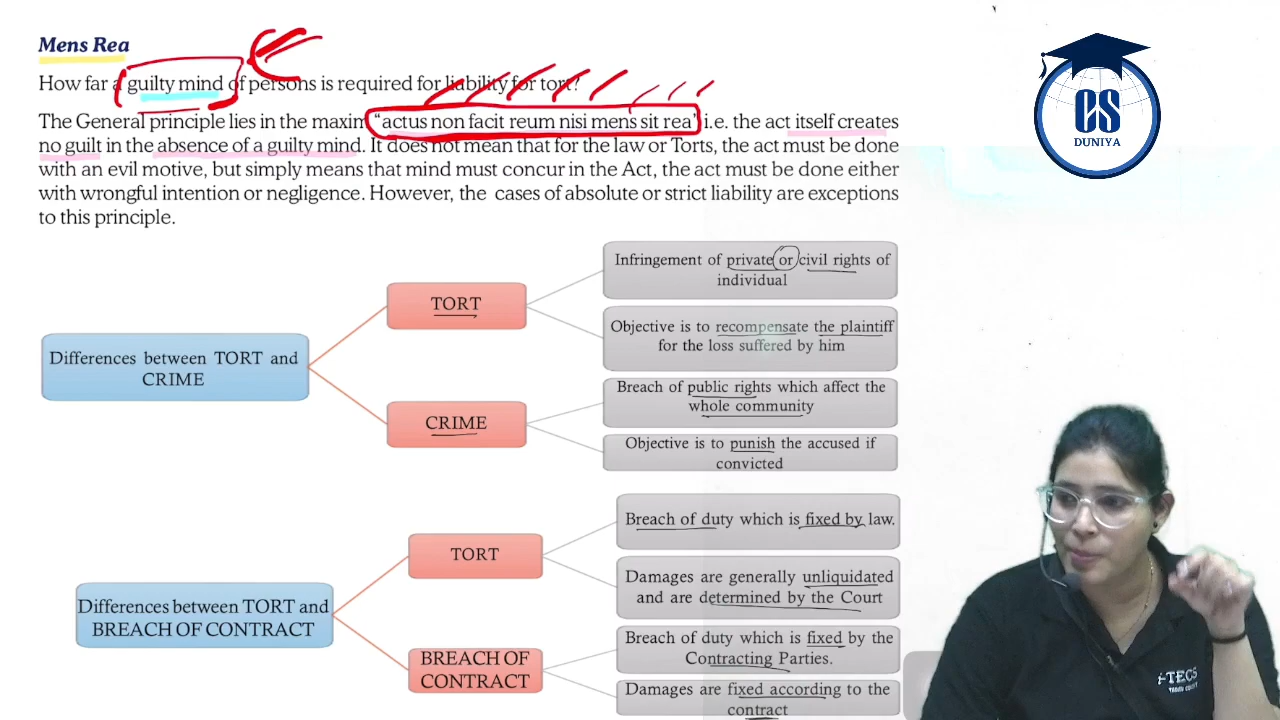 Mens Rea
How far a guilty mind of persons is required for liability for tort?
The General principle lies in the maxim "actus non facit reum nisi mens sit rea" i.e. the act itself creates
no guilt in the absence of a guilty mind. It does not mean that for the law or Torts, the act must be done
with an evil motive, but simply means that mind must concur in the Act, the act must be done either
with wrongful intention or negligence. However, the cases of absolute or strict liability are exceptions
to this principle.
CS
DUNIYA
Differences between TORT and
CRIME
TORT
Infringement of private or civil rights of
individual
Objective is to recompensate the plaintiff
for the loss suffered by him
CRIME
Breach of public rights which affect the
whole community
Objective is to punish the accused if
convicted
Differences between TORT and
BREACH OF CONTRACT
TORT
Breach of duty which is fixed by law.
Damages are generally unliquidated
and are determined by the Court
BREACH OF
CONTRACT
Breach of duty which is fixed by the
Contracting Parties.
Damages are fixed according to the
contract
i-TECS